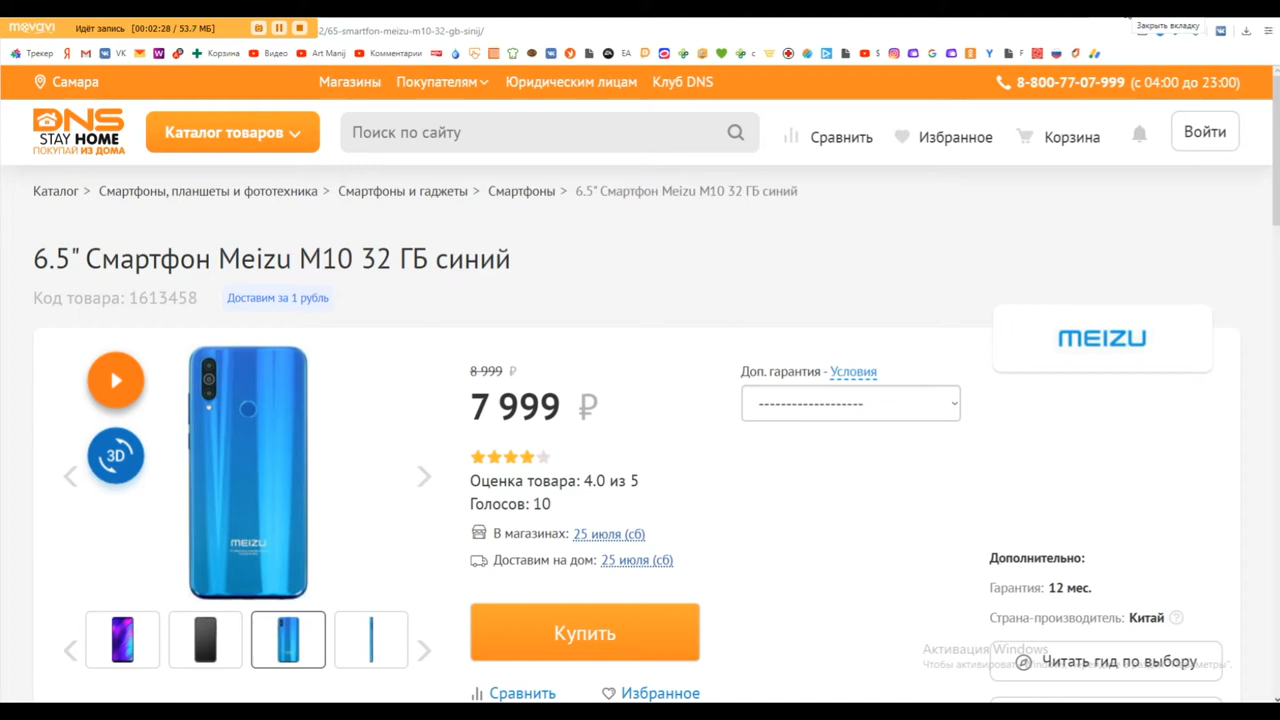 movavi Идёт запись [00:02:28 / 53.7 МБ] Закрыть вкладку
2/65-smartfon-meizu-m10-32-gb-sinij/
Трекер VK Корзина Видео Art Manij Комментарии EA
Самара Магазины Покупателям Юридическим лицам Клуб DNS 8-800-77-07-999 (с 04:00 до 23:00)
DNS
STAY HOME
ПОКУПАЙ ИЗ ДОМА
Каталог товаров Поиск по сайту Сравнить Избранное Корзина Войти
Каталог > Смартфоны, планшеты и фототехника > Смартфоны и гаджеты > Смартфоны > 6.5" Смартфон Meizu M10 32 ГБ синий
6.5" Смартфон Meizu M10 32 ГБ синий
Код товара: 1613458 Доставим за 1 рубль
MEIZU
8 999 ₽
7 999 ₽
Доп. гарантия - Условия
-------------------
3D
Оценка товара: 4.0 из 5
Голосов: 10
В магазинах: 25 июля (сб)
Доставим на дом: 25 июля (сб)
MEIZU
Дополнительно:
Гарантия: 12 мес.
Страна-производитель: Китай ?
Купить
Активация Windows
Читать гид по выбору
Сравнить Избранное